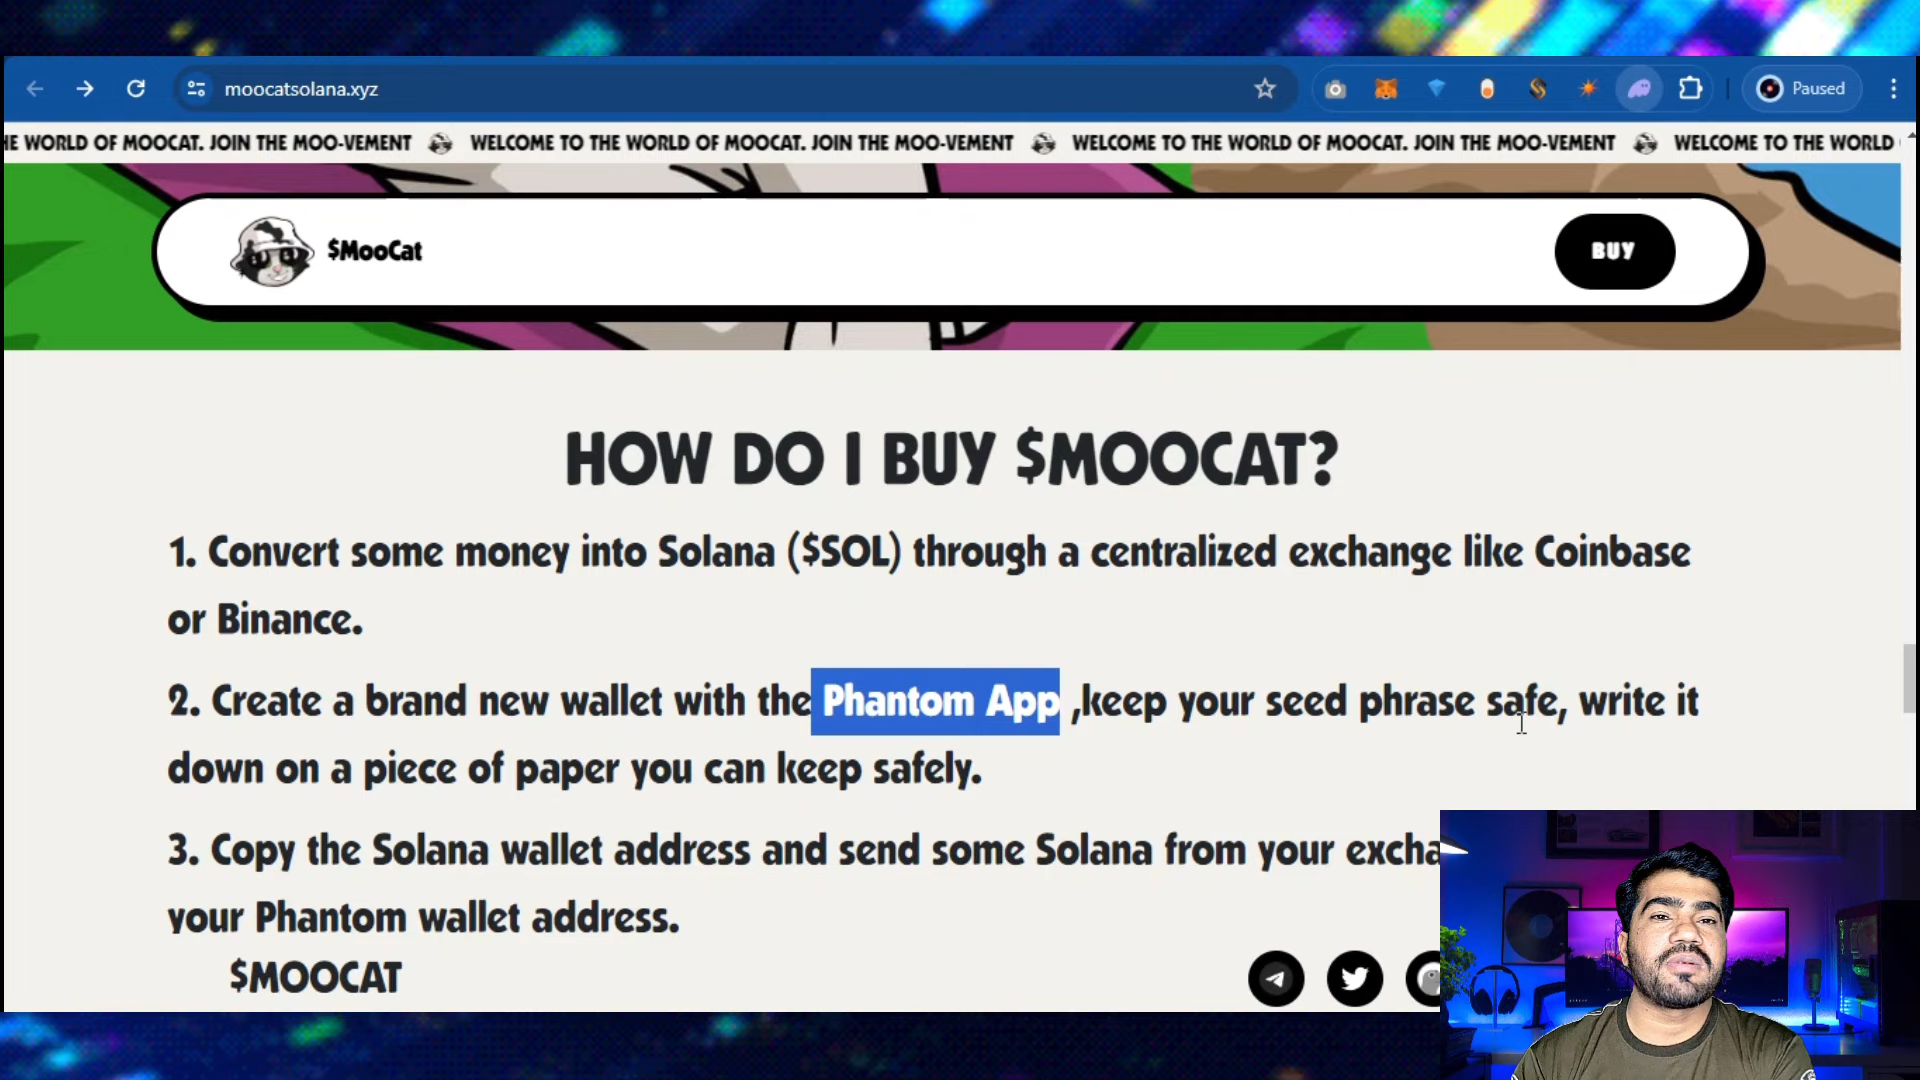 moocatsolana.xyz
Paused
HE WORLD OF MOOCAT. JOIN THE MOO-VEMENT WELCOME TO THE WORLD OF MOOCAT. JOIN THE MOO-VEMENT WELCOME TO THE WORLD OF MOOCAT. JOIN THE MOO-VEMENT WELCOME TO THE WORLD
$MooCat
BUY
HOW DO I BUY $MOOCAT?
1. Convert some money into Solana ($SOL) through a centralized exchange like Coinbase
or Binance.
2. Create a brand new wallet with the Phantom App ,keep your seed phrase safe, write it
down on a piece of paper you can keep safely.
3. Copy the Solana wallet address and send some Solana from your excha
your Phantom wallet address.
$MOOCAT